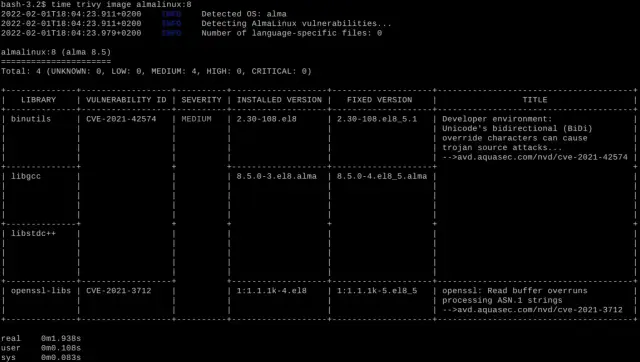 bash-3.2$ time trivy image almalinux:8
2022-02-01T18:04:23.911+0200 INFO Detected OS: alma
2022-02-01T18:04:23.911+0200 INFO Detecting AlmaLinux vulnerabilities...
2022-02-01T18:04:23.979+0200 INFO Number of language-specific files: 0
almalinux:8 (alma 8.5)
======================
Total: 4 (UNKNOWN: 0, LOW: 0, MEDIUM: 4, HIGH: 0, CRITICAL: 0)
LIBRARY | VULNERABILITY ID | SEVERITY | INSTALLED VERSION | FIXED VERSION | TITLE
binutils | CVE-2021-42574 | MEDIUM | 2.30-108.el8 | 2.30-108.el8_5.1 | Developer environment:
Unicode's bidirectional (BiDi)
override characters can cause
trojan source attacks...
-->avd.aquasec.com/nvd/cve-2021-42574
libgcc | 8.5.0-3.el8.alma | 8.5.0-4.el8_5.alma
libstdc++
openssl-libs | CVE-2021-3712 | 1:1.1.1k-4.el8 | 1:1.1.1k-5.el8_5 | openssl: Read buffer overruns
processing ASN.1 strings
-->avd.aquasec.com/nvd/cve-2021-3712
real 0m1.938s
user 0m0.108s
sys 0m0.083s